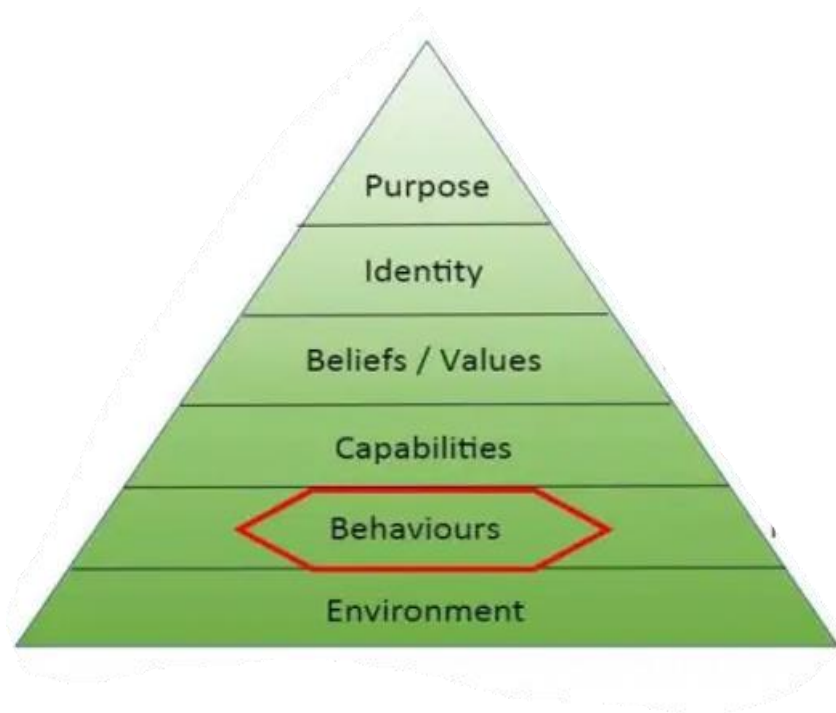 Purpose
Identity
Beliefs / Values
Capabilities
Behaviours
Environment